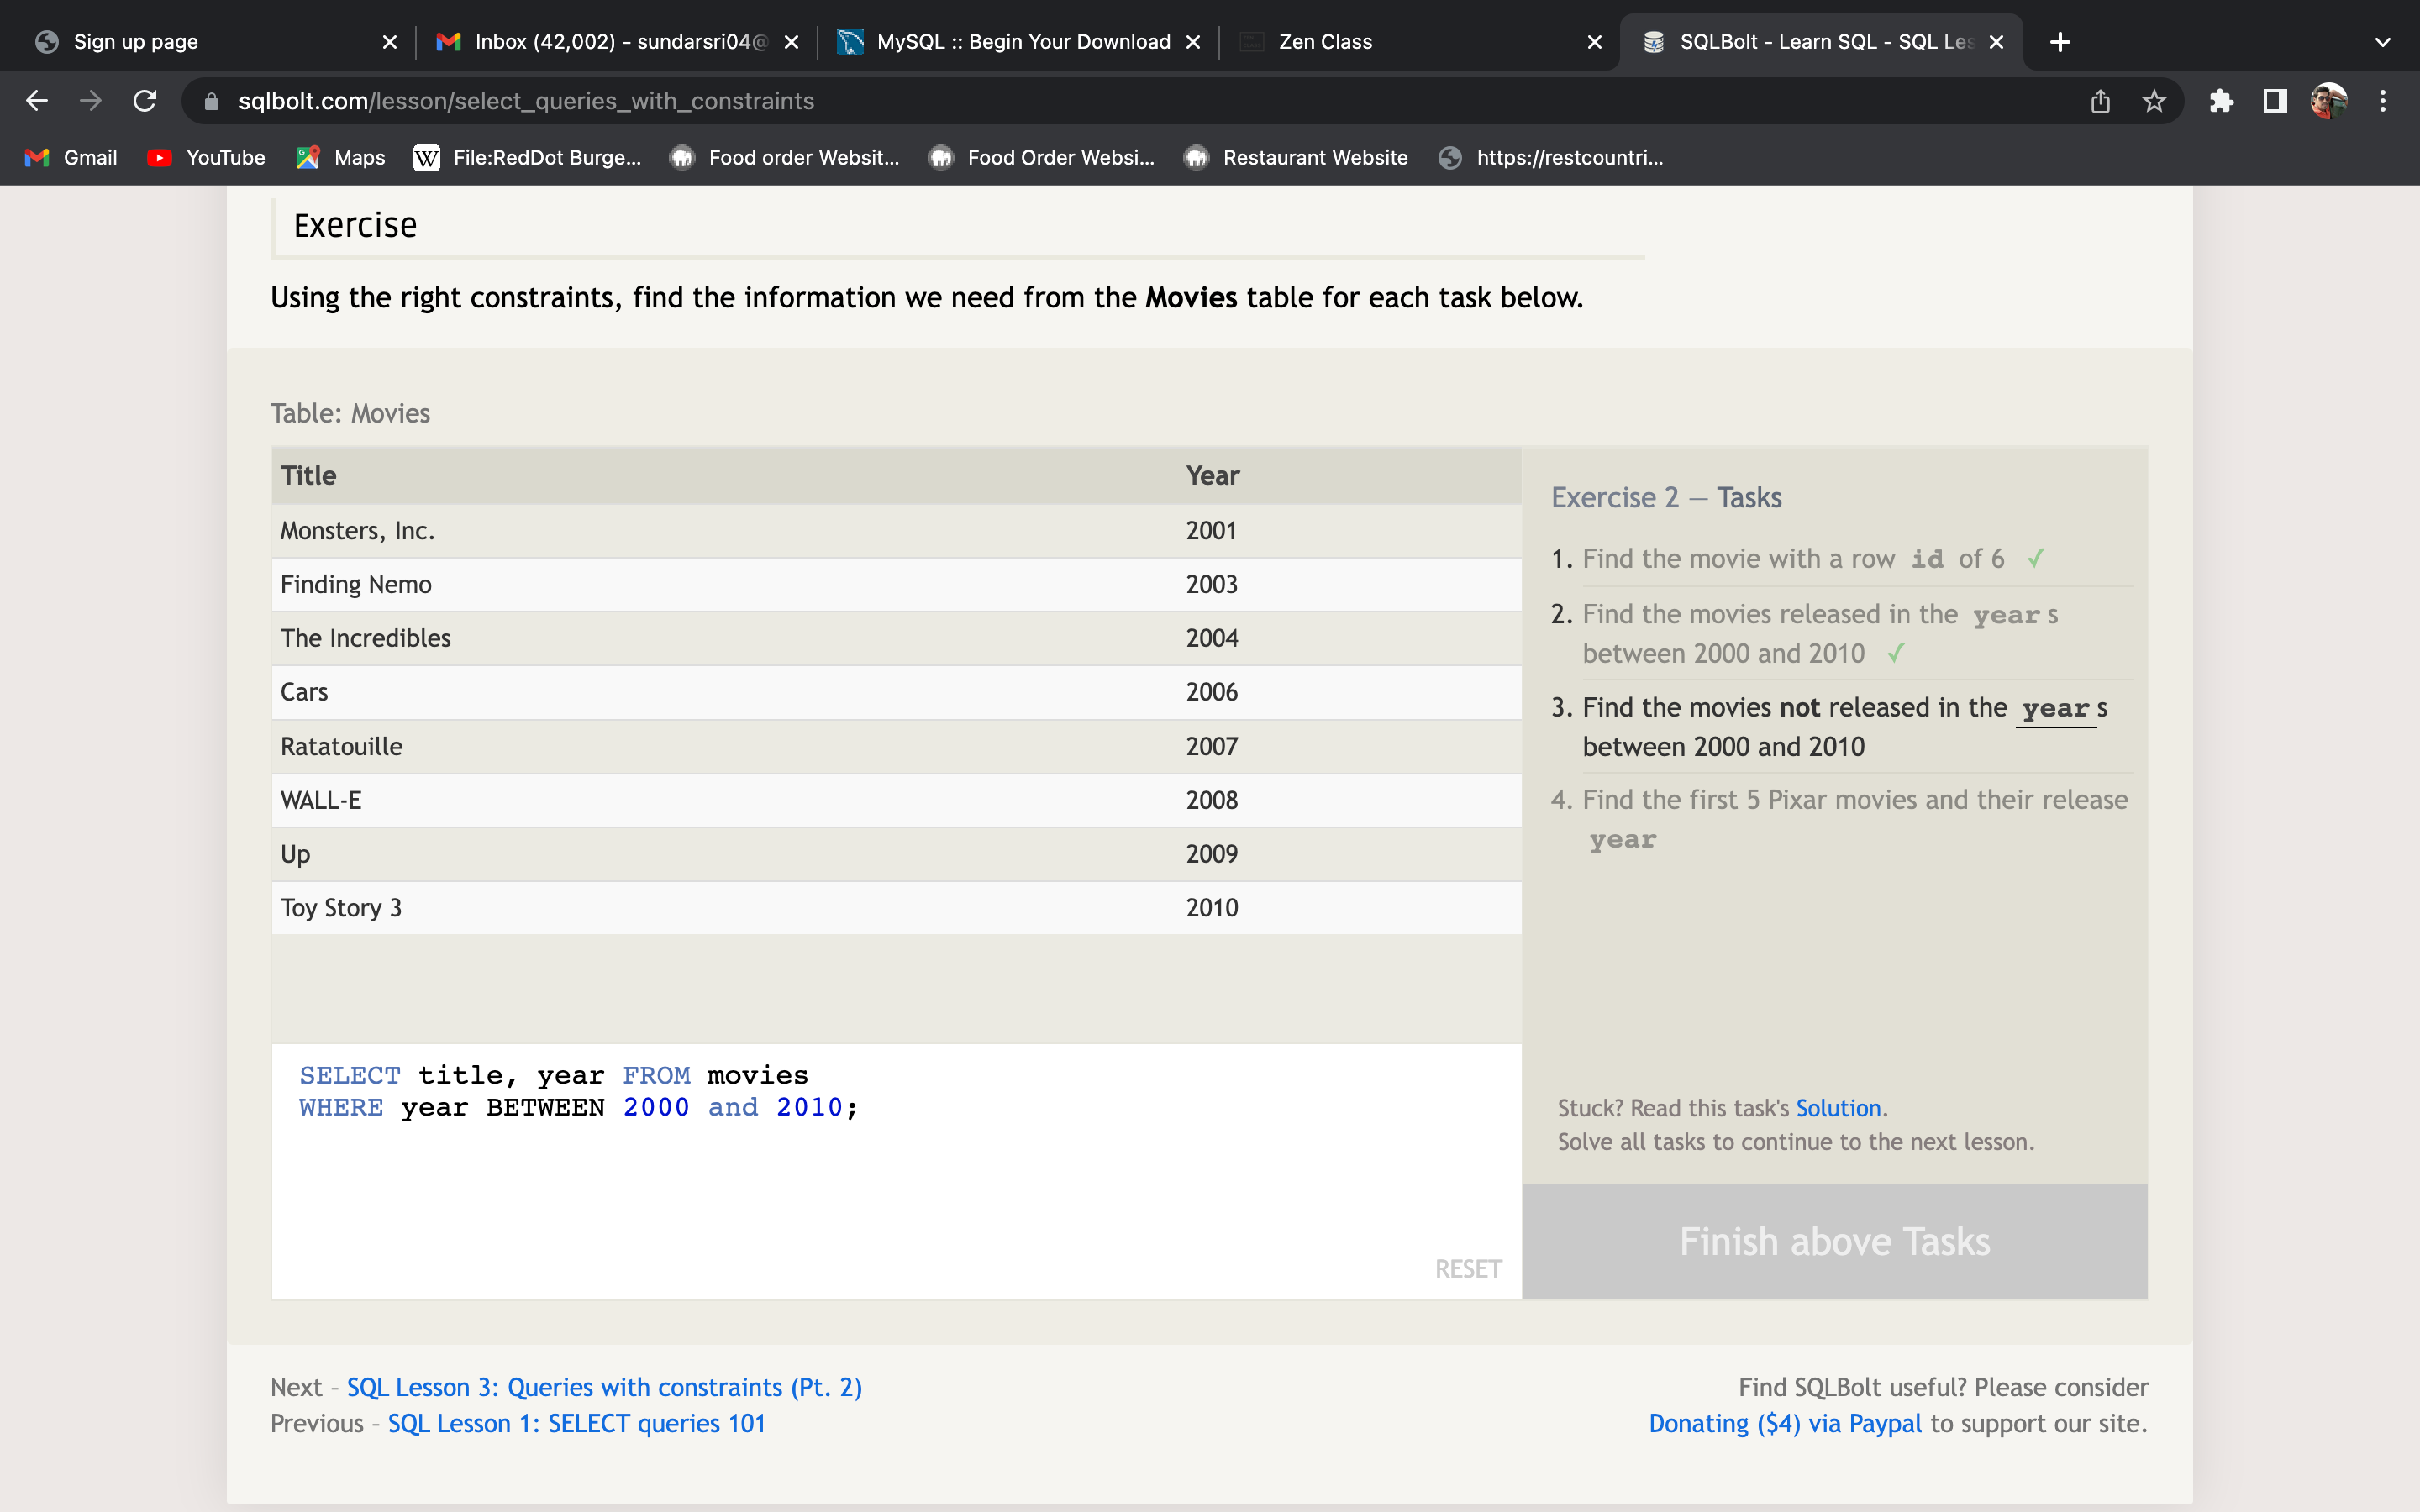 Sign up page
Inbox (42,002) - sundarsri04@
MySQL :: Begin Your Download
Zen Class
SQLBolt - Learn SQL - SQL Les
sqlbolt.com/lesson/select_queries_with_constraints
Gmail
YouTube
Maps
W
File:RedDot Burge...
Food order Websit...
Food Order Websi...
Restaurant Website
https://restcountri...
Exercise
Using the right constraints, find the information we need from the Movies table for each task below.
Table: Movies
Title Year
Monsters, Inc. 2001
Finding Nemo 2003
The Incredibles 2004
Cars 2006
Ratatouille 2007
WALL-E 2008
Up 2009
Toy Story 3 2010
SELECT title, year FROM movies
WHERE year BETWEEN 2000 and 2010;
RESET
Exercise 2 — Tasks
1. Find the movie with a row id of 6 ✓
2. Find the movies released in the year s
between 2000 and 2010 ✓
3. Find the movies not released in the year s
between 2000 and 2010
4. Find the first 5 Pixar movies and their release
year
Stuck? Read this task's Solution.
Solve all tasks to continue to the next lesson.
Finish above Tasks
Next – SQL Lesson 3: Queries with constraints (Pt. 2)
Previous – SQL Lesson 1: SELECT queries 101
Find SQLBolt useful? Please consider
Donating ($4) via Paypal to support our site.